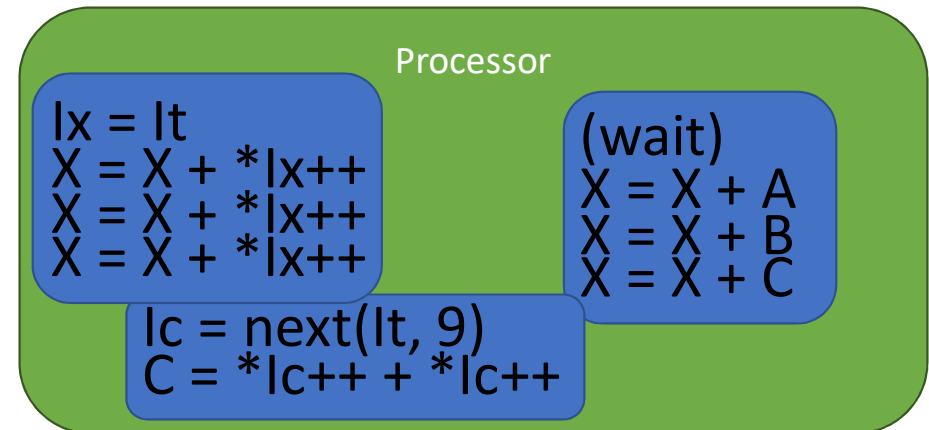 Processor
Ix = It
X = X + *Ix++
X = X + *Ix++
X = X + *Ix++
(wait)
X = X + A
X = X + B
X = X + C
Ic = next(It, 9)
C = *Ic++ + *Ic++